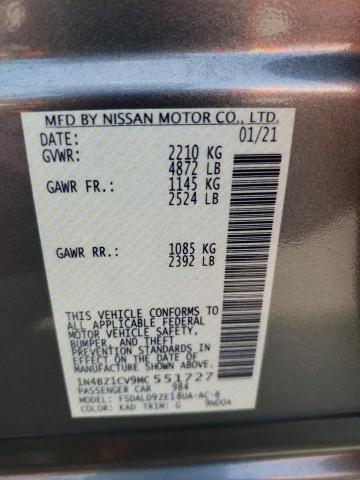 MFD BY NISSAN MOTOR CO., LTD.
DATE: 01/21
GVWR: 2210 KG
4872 LB
GAWR FR.: 1145 KG
2524 LB
GAWR RR.: 1085 KG
2392 LB
THIS VEHICLE CONFORMS TO
ALL APPLICABLE FEDERAL
MOTOR VEHICLE SAFETY,
BUMPER, AND THEFT
PREVENTION STANDARDS
IN EFFECT ON THE DATE OF
MANUFACTURE SHOWN ABOVE.
1N4BZ1CV9MC 551727
PASSENGER CAR 984
MODEL: FSDALD9ZE18UA-AC-B
COLOR: KAD TRIM: G 9N00A